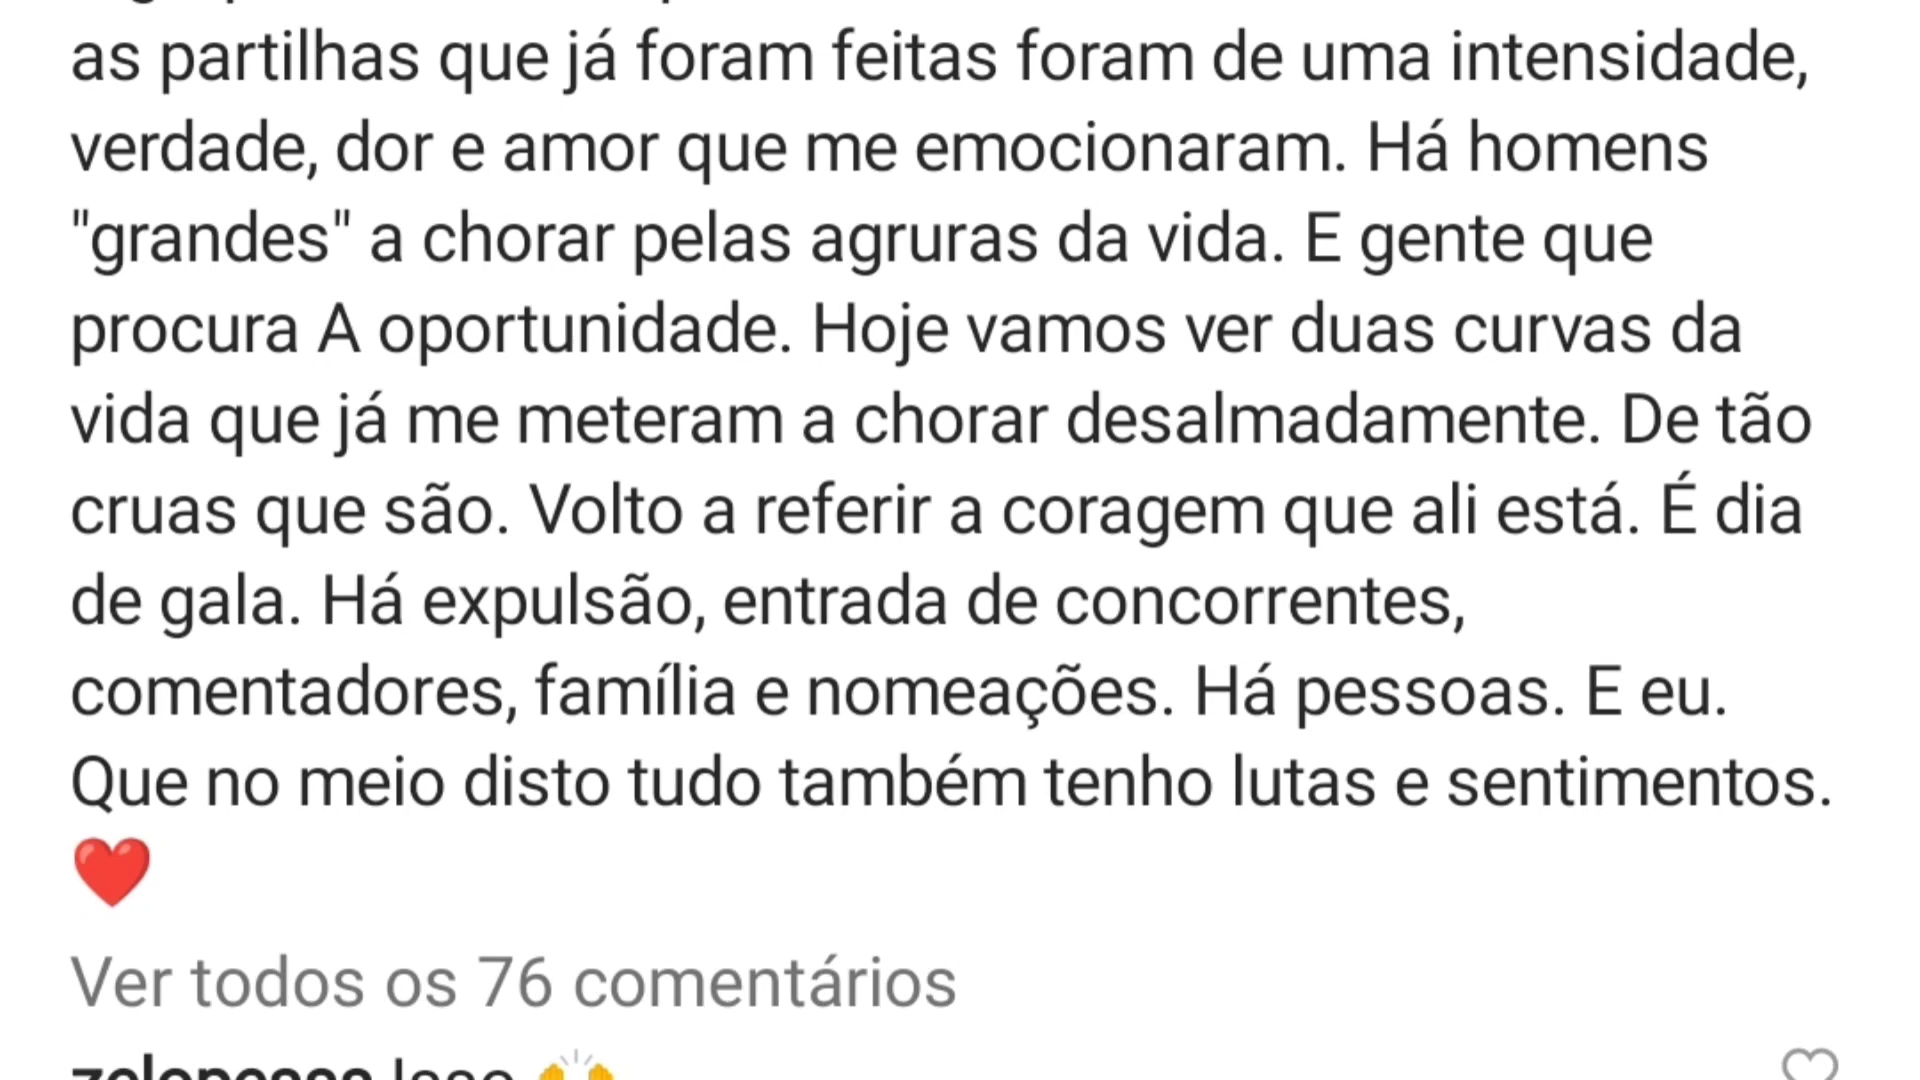 as partilhas que já foram feitas foram de uma intensidade,
verdade, dor e amor que me emocionaram. Há homens
"grandes" a chorar pelas agruras da vida. E gente que
procura A oportunidade. Hoje vamos ver duas curvas da
vida que já me meteram a chorar desalmadamente. De tão
cruas que são. Volto a referir a coragem que ali está. É dia
de gala. Há expulsão, entrada de concorrentes,
comentadores, família e nomeações. Há pessoas. E eu.
Que no meio disto tudo também tenho lutas e sentimentos.
❤️
Ver todos os 76 comentários
Isso 🙌